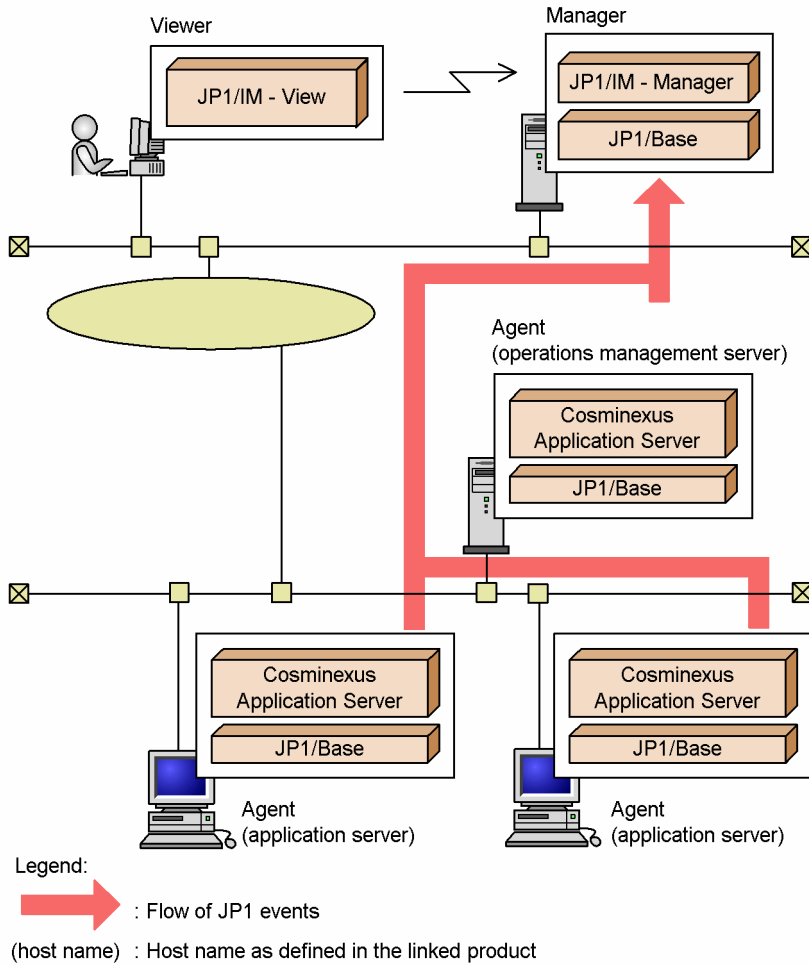 Viewer
JP1/IM - View
Manager
JP1/IM - Manager
JP1/Base
Agent
(operations management server)
Cosminexus
Application Server
JP1/Base
Cosminexus
Application Server
JP1/Base
Agent
(application server)
Cosminexus
Application Server
JP1/Base
Agent
(application server)
Legend:
: Flow of JP1 events
(host name) : Host name as defined in the linked product